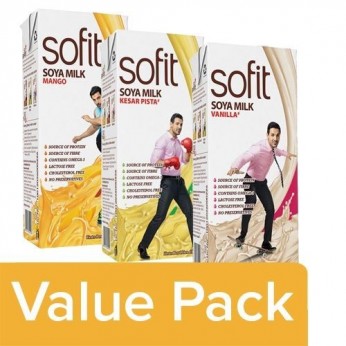 sofit
SOYA MILK
MANGO
SOURCE OF PROTEIN
SOURCE OF FIBRE
CONTAINS OMEGA 3
LACTOSE FREE
CHOLESTEROL FREE
NO PRESERVATIVES
sofit
SOYA MILK
KESAR PISTA*
SOURCE OF PROTEIN
SOURCE OF FIBRE
CONTAINS OMEGA 3
LACTOSE FREE
CHOLESTEROL FREE
NO PRESERVATIVES
sofit
SOYA MILK
VANILLA*
SOURCE OF PROTEIN
SOURCE OF FIBRE
CONTAINS OMEGA 3
LACTOSE FREE
CHOLESTEROL FREE
NO PRESERVATIVES
Value Pack